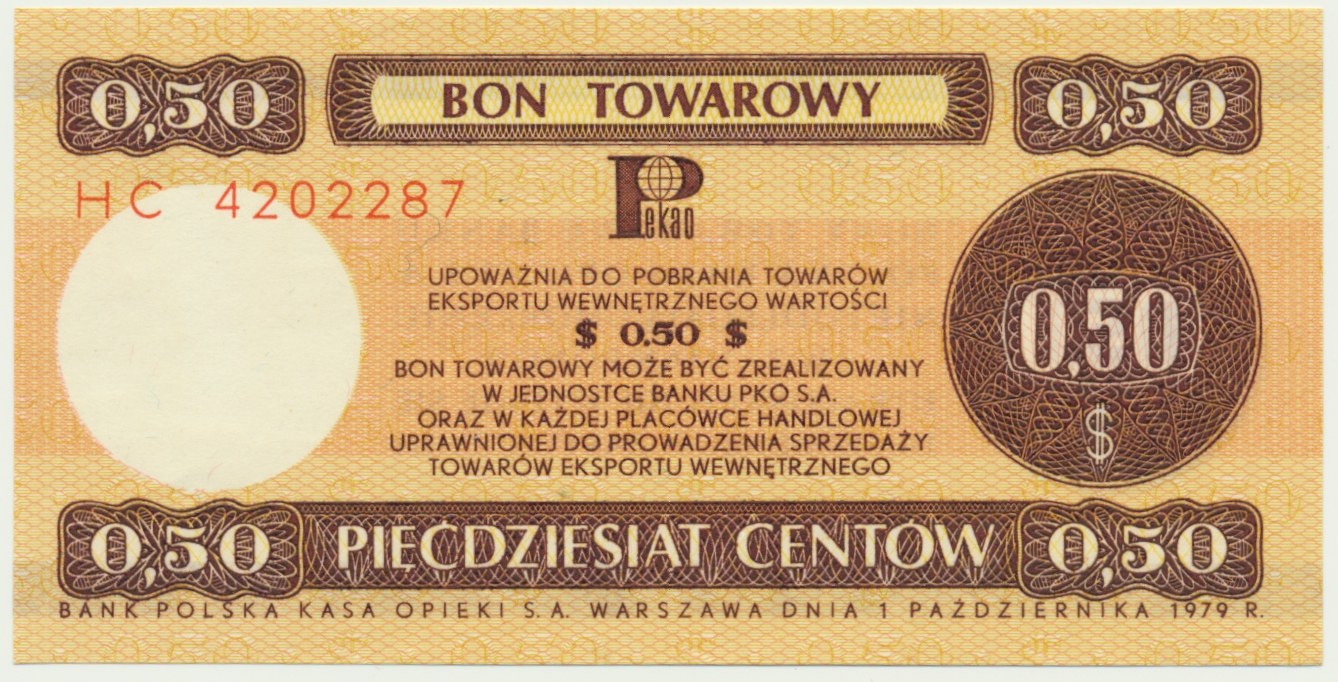 0,50 BON TOWAROWY 0,50
HC 4202287
Pekao
UPOWAŻNIA DO POBRANIA TOWARÓW
EKSPORTU WEWNĘTRZNEGO WARTOŚCI
$ 0.50 $
BON TOWAROWY MOŻE BYĆ ZREALIZOWANY
W JEDNOSTCE BANKU PKO S.A.
ORAZ W KAŻDEJ PLACÓWCE HANDLOWEJ
UPRAWNIONEJ DO PROWADZENIA SPRZEDAŻY
TOWARÓW EKSPORTU WEWNĘTRZNEGO
0,50
$
0,50 PIĘĆDZIESIĄT CENTÓW 0,50
BANK POLSKA KASA OPIEKI S.A. WARSZAWA DNIA 1 PAŹDZIERNIKA 1979 R.